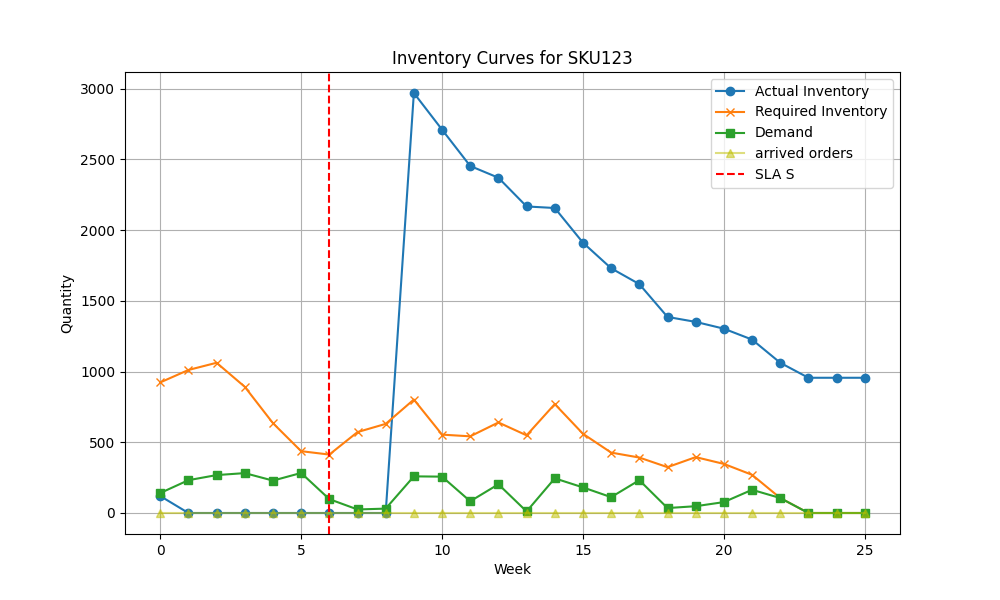 Inventory Curves for SKU123
Actual Inventory
Required Inventory
Demand
arrived orders
SLA S
Quantity
3000
2500
2000
1500
1000
500
0
0 5 10 15 20 25
Week